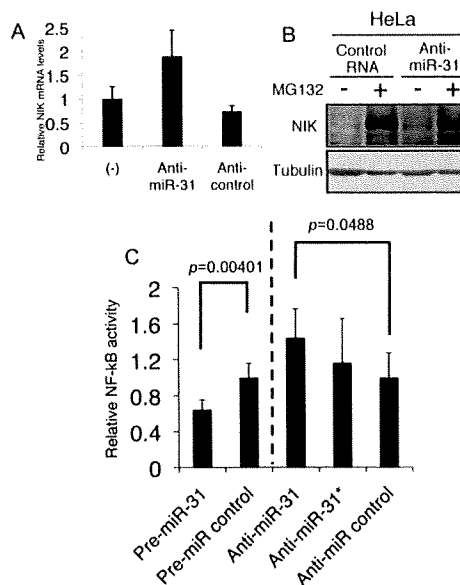 A
Relative NIK mRNA levels
2.5
2
1.5
1
0.5
0
(-)
Anti-
miR-31
Anti-
control
B
HeLa
Control
RNA
Anti-
miR-31
MG132 - + - +
NIK
Tubulin
C
p=0.00401
p=0.0488
Relative NF-kB activity
2
1.6
1.2
0.8
0.4
0
Pre-miR-31
Pre-miR control
Anti-miR-31
Anti-miR-31*
Anti-miR control